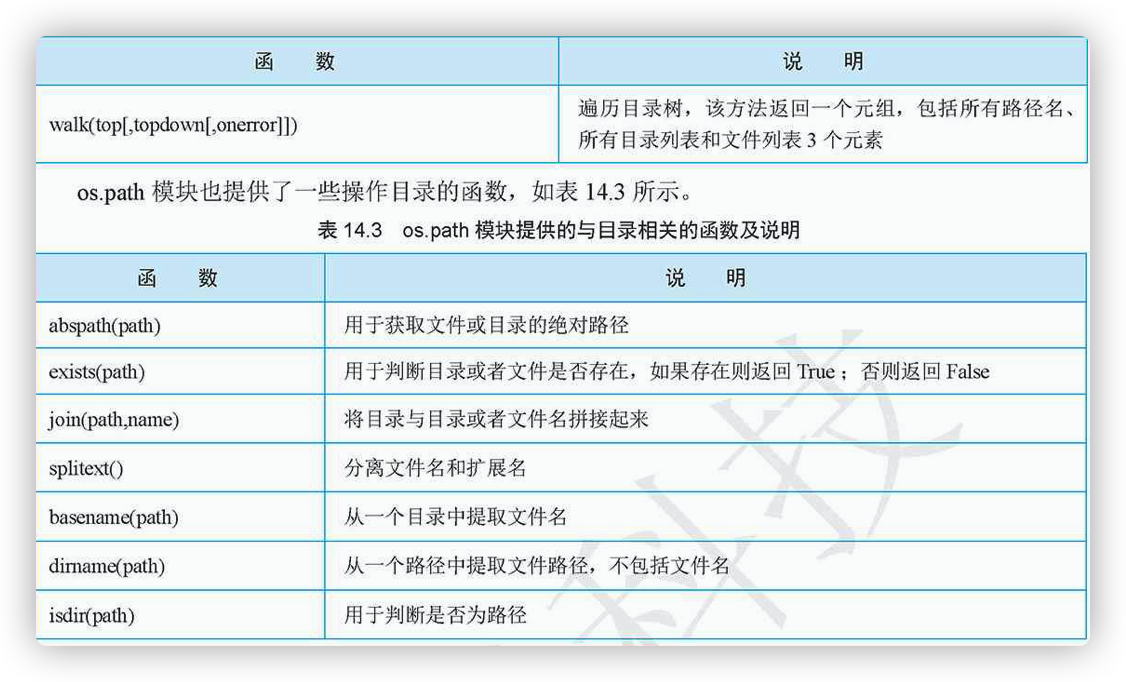 函 数 说 明
walk(top[,topdown[,onerror]]) 遍历目录树，该方法返回一个元组，包括所有路径名、
所有目录列表和文件列表 3 个元素
os.path 模块也提供了一些操作目录的函数，如表 14.3 所示。
表 14.3 os.path 模块提供的与目录相关的函数及说明
函 数 说 明
abspath(path) 用于获取文件或目录的绝对路径
exists(path) 用于判断目录或者文件是否存在，如果存在则返回 True；否则返回 False
join(path,name) 将目录与目录或者文件名拼接起来
splitext() 分离文件名和扩展名
basename(path) 从一个目录中提取文件名
dirname(path) 从一个路径中提取文件路径，不包括文件名
isdir(path) 用于判断是否为路径
科技